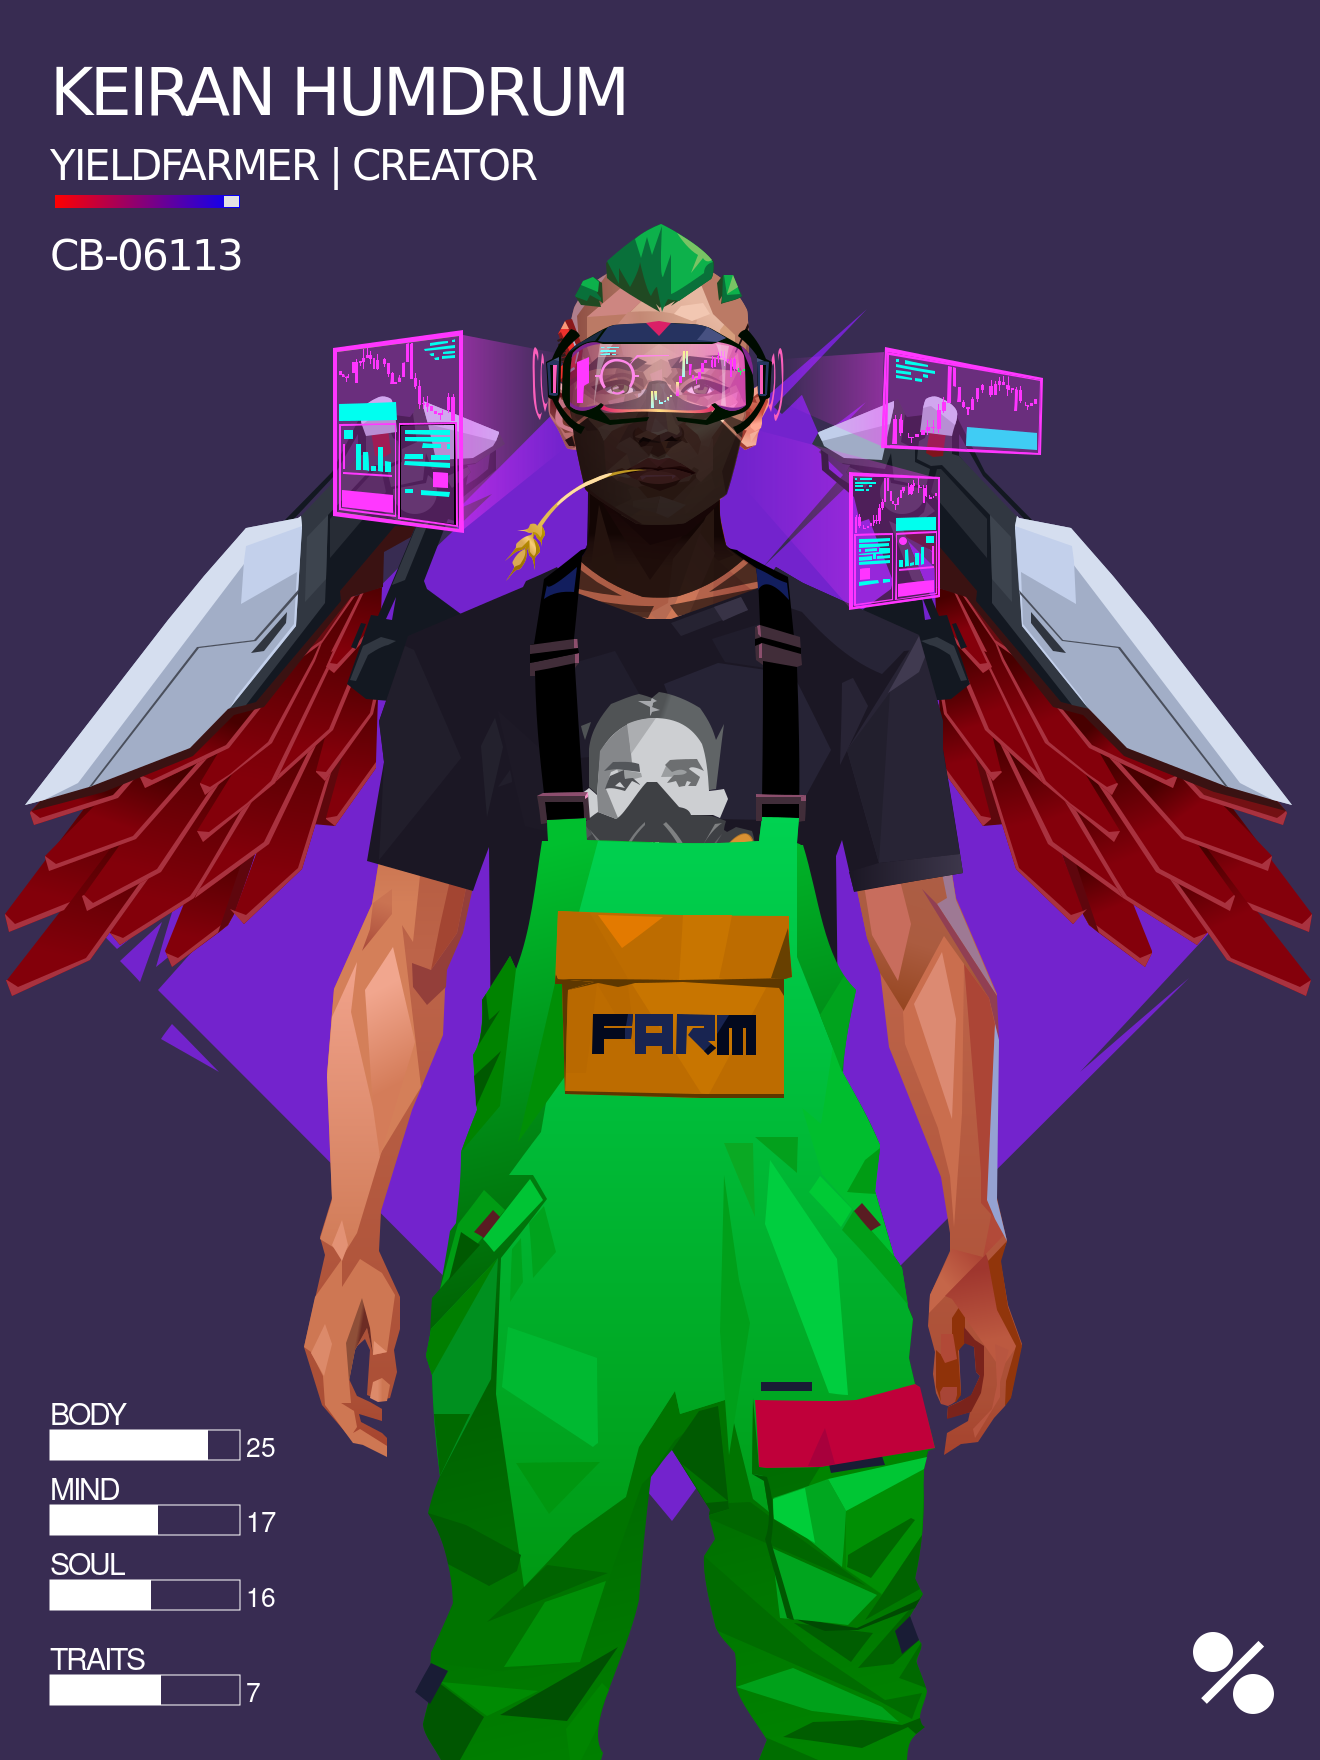 KEIRAN HUMDRUM
YIELDFARMER | CREATOR
CB-06113
FARM
BODY
25
MIND
17
SOUL
16
TRAITS
7